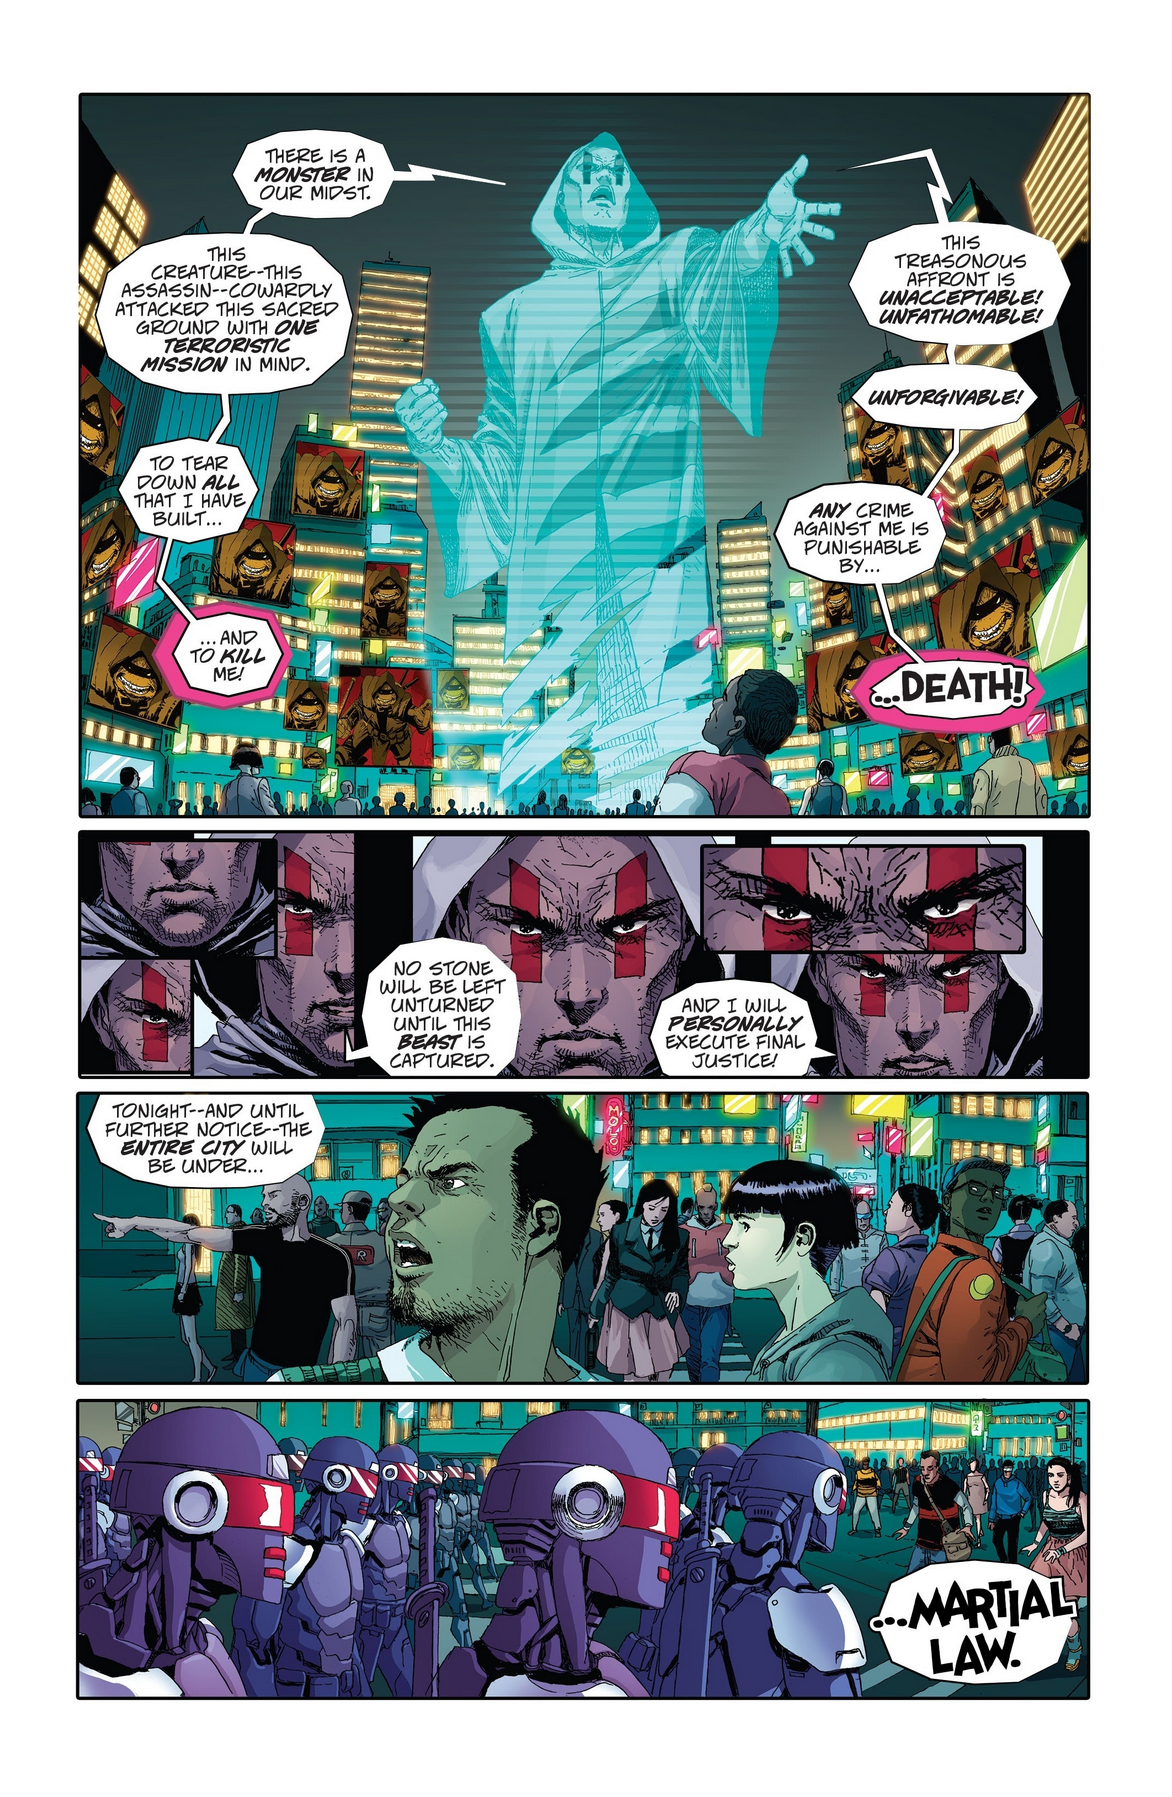 THERE IS A
MONSTER IN
OUR MIDST.
THIS
CREATURE--THIS
ASSASSIN--COWARDLY
ATTACKED THIS SACRED
GROUND WITH ONE
TERRORISTIC
MISSION IN MIND.
TO TEAR
DOWN ALL
THAT I HAVE
BUILT...
...AND
TO KILL
ME!
THIS
TREASONOUS
AFFRONT IS
UNACCEPTABLE!
UNFATHOMABLE!
UNFORGIVABLE!
ANY CRIME
AGAINST ME IS
PUNISHABLE
BY...
...DEATH!
NO STONE
WILL BE LEFT
UNTURNED
UNTIL THIS
BEAST IS
CAPTURED.
AND I WILL
PERSONALLY
EXECUTE FINAL
JUSTICE!
TONIGHT--AND UNTIL
FURTHER NOTICE--THE
ENTIRE CITY WILL
BE UNDER...
R
...MARTIAL
LAW.